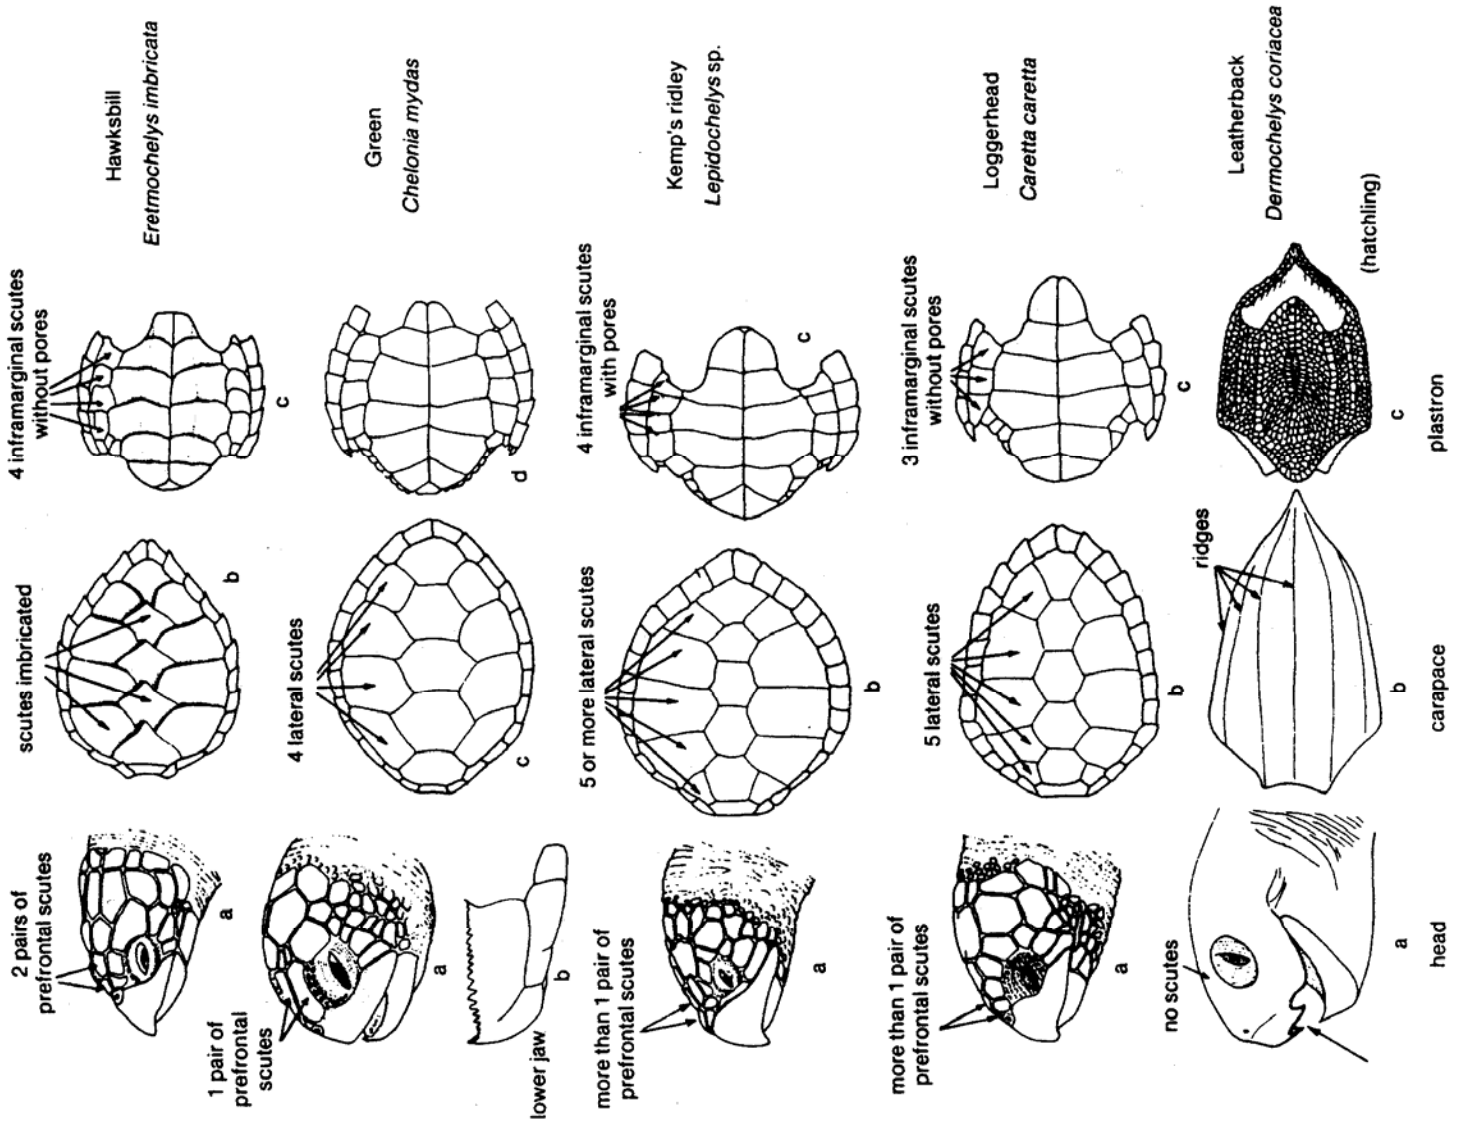 Hawksbill
Eretmochelys imbricata
4 inframarginal scutes
without pores
c
scutes imbricated
b
2 pairs of
prefrontal scutes
a
Green
Chelonia mydas
d
4 lateral scutes
c
1 pair of
prefrontal
scutes
a
lower jaw
b
Kemp's ridley
Lepidochelys sp.
4 inframarginal scutes
with pores
c
5 or more lateral scutes
b
more than 1 pair of
prefrontal scutes
a
Loggerhead
Caretta caretta
3 inframarginal scutes
without pores
c
5 lateral scutes
b
more than 1 pair of
prefrontal scutes
a
Leatherback
Dermochelys coriacea
(hatchling)
c
ridges
b
no scutes
a
plastron
carapace
head